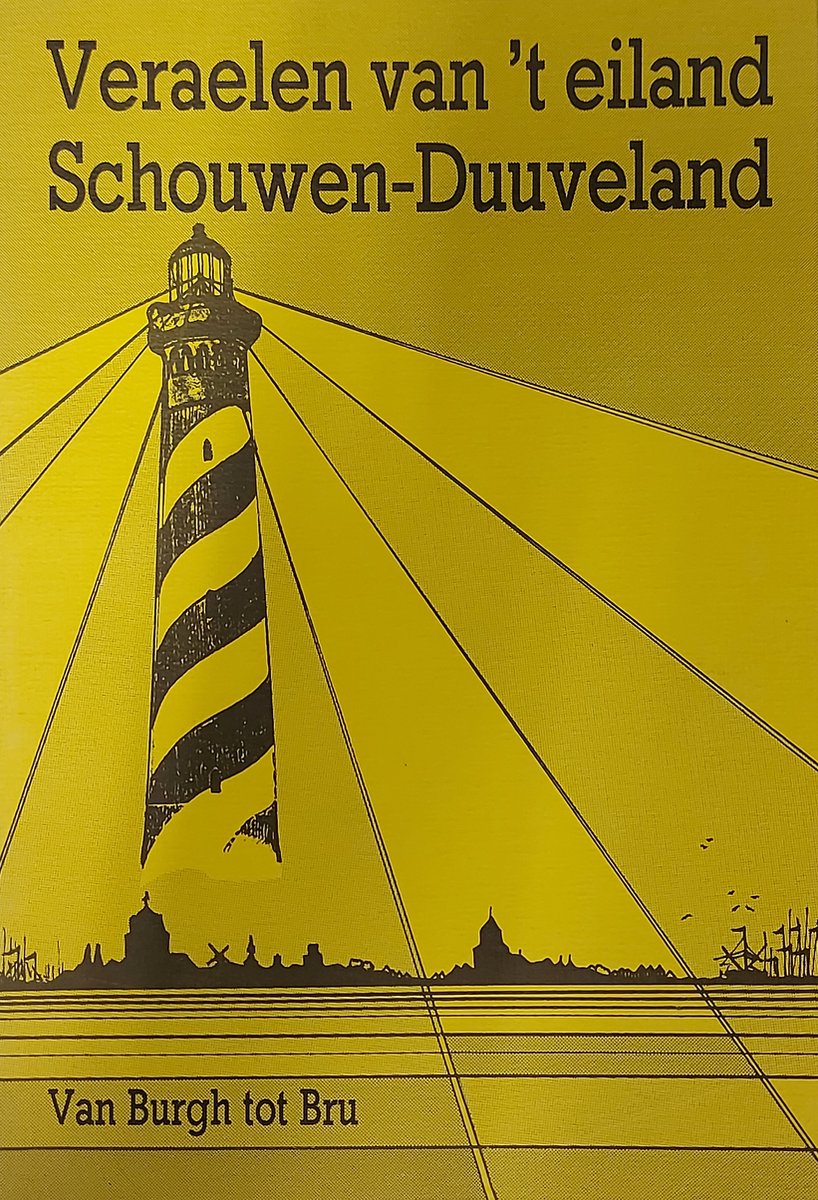 Veraelen van 't eiland
Schouwen-Duuveland
Van Burgh tot Bru